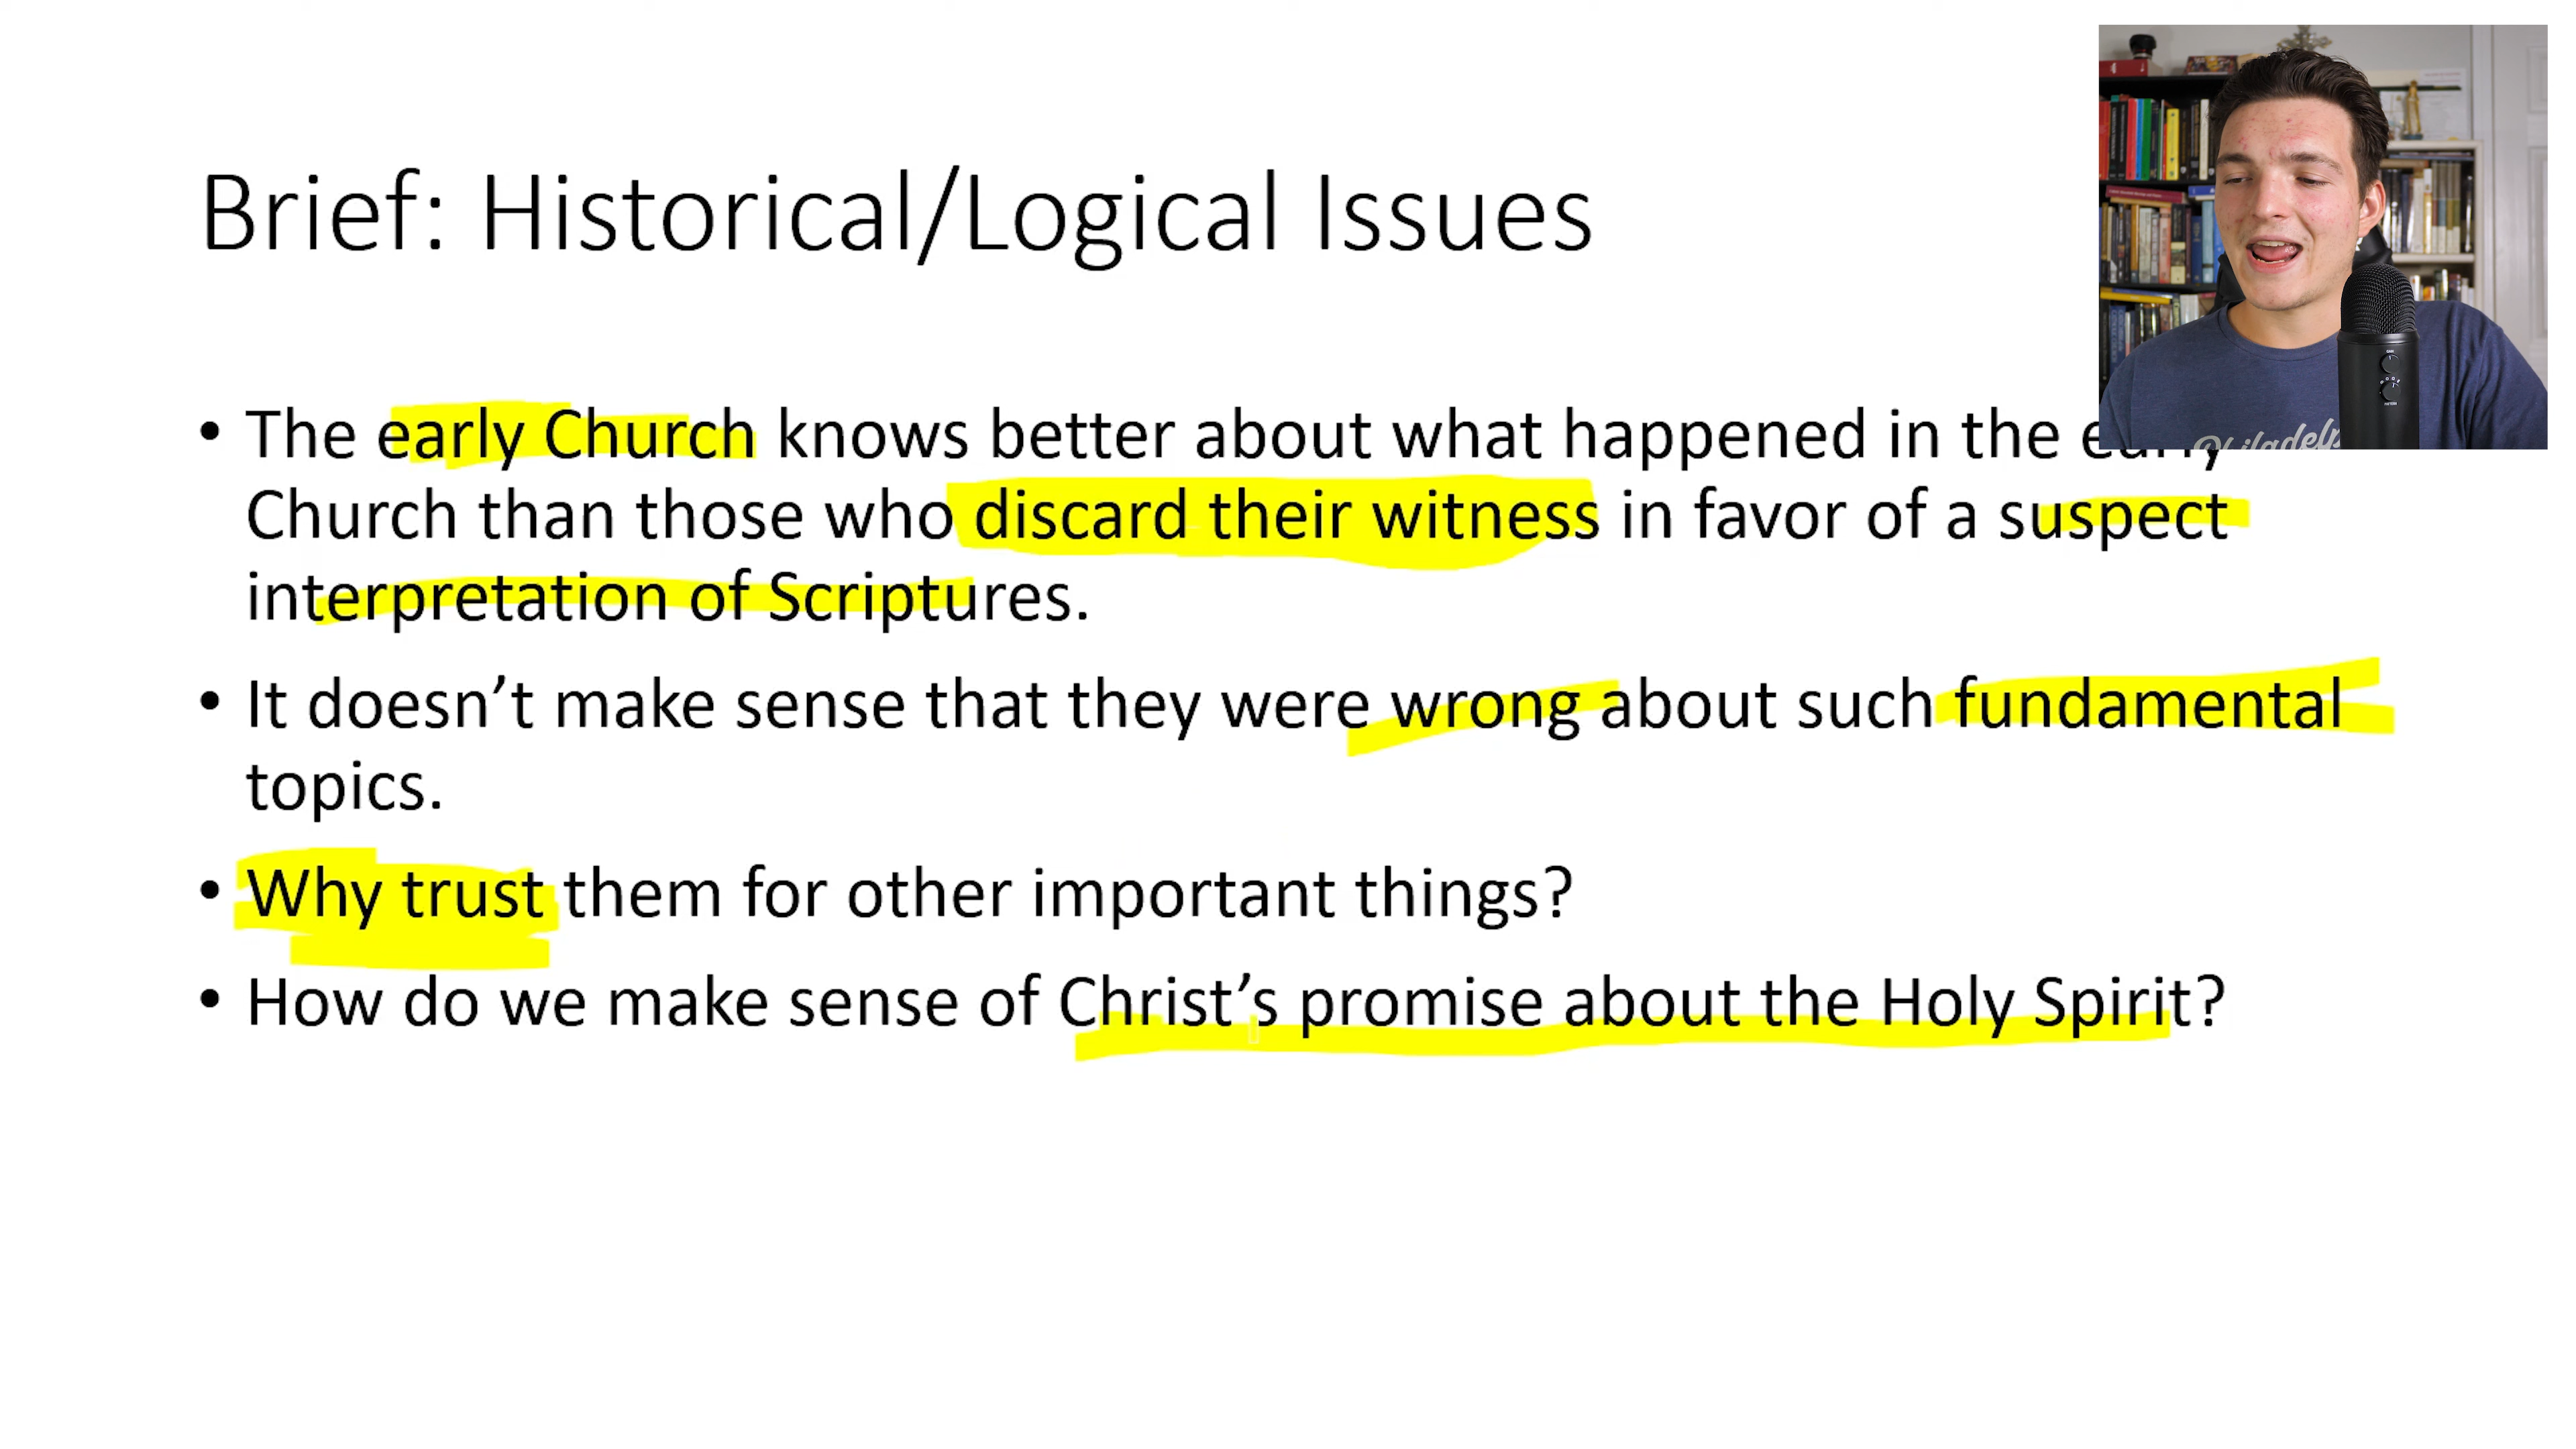 Brief: Historical/Logical Issues
• The early Church knows better about what happened in the early
Church than those who discard their witness in favor of a suspect
interpretation of Scriptures.
• It doesn’t make sense that they were wrong about such fundamental
topics.
• Why trust them for other important things?
• How do we make sense of Christ’s promise about the Holy Spirit?